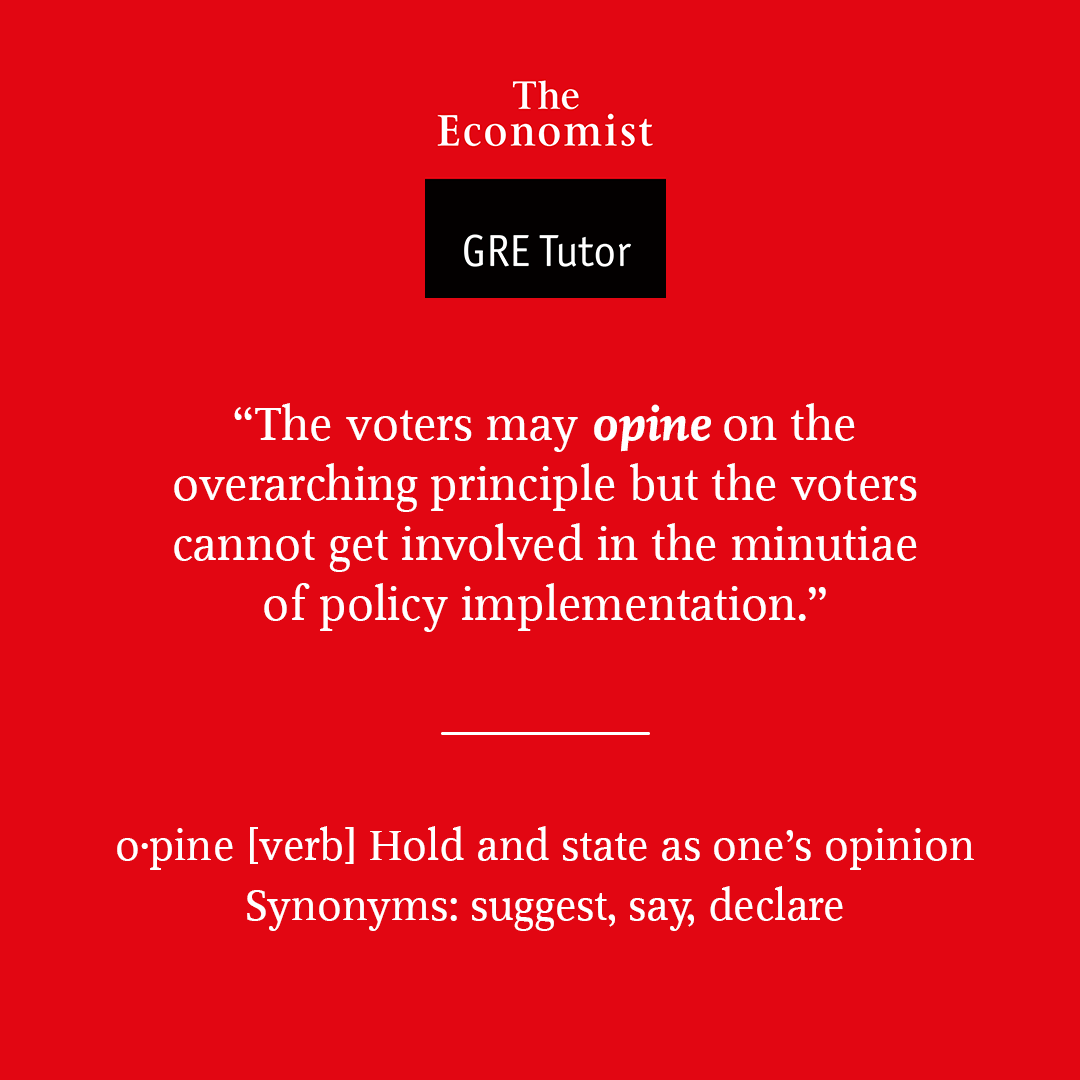 The
Economist
GRE Tutor
“The voters may opine on the
overarching principle but the voters
cannot get involved in the minutiae
of policy implementation.”
o·pine [verb] Hold and state as one’s opinion
Synonyms: suggest, say, declare